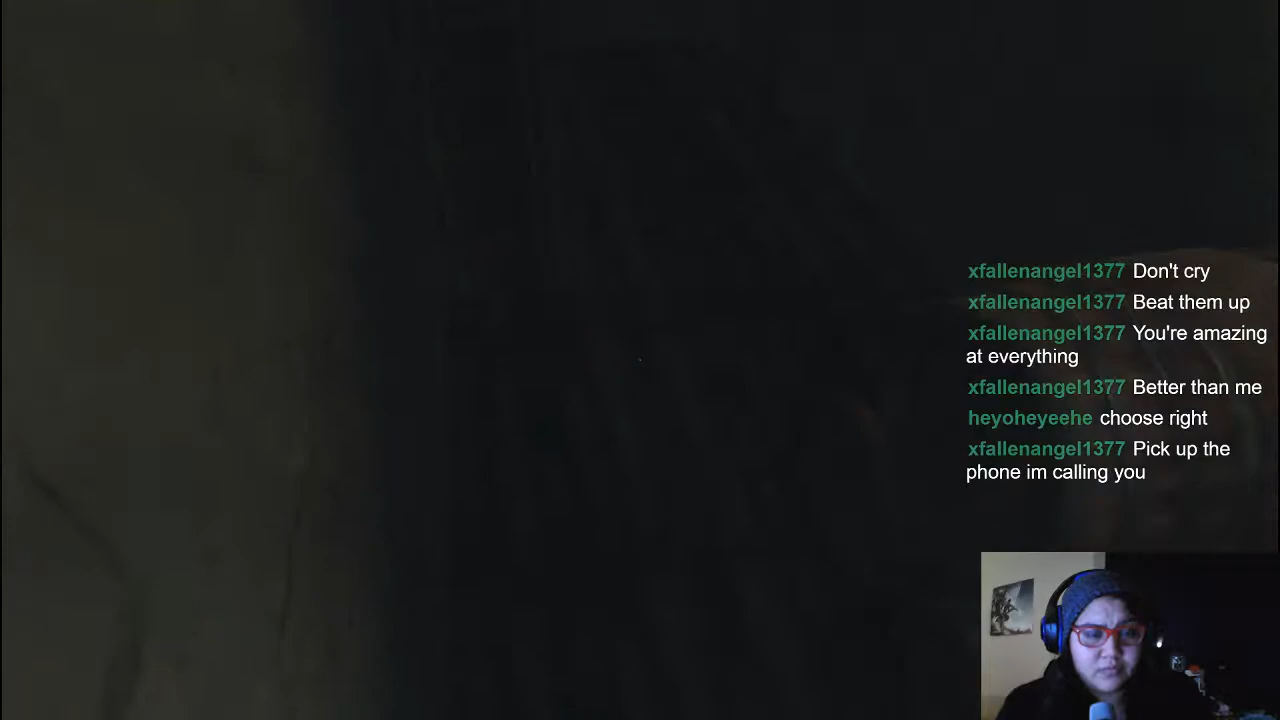 xfallenangel1377 Don't cry
xfallenangel1377 Beat them up
xfallenangel1377 You're amazing
at everything
xfallenangel1377 Better than me
heyoheyeehe choose right
xfallenangel1377 Pick up the
phone im calling you